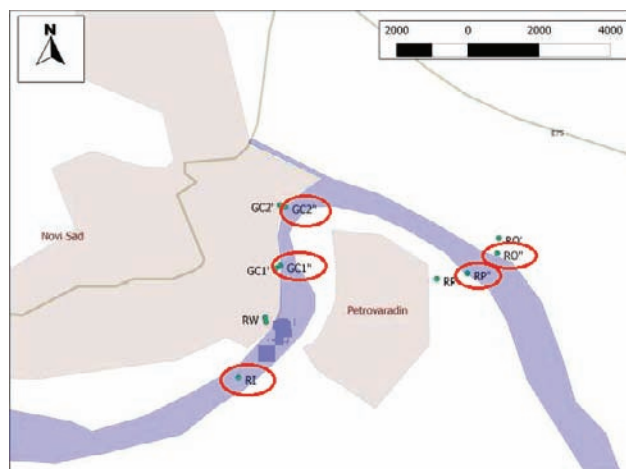 N
2000 0 2000 4000
E75
GC2' GC2"
Novi Sad
RO'
RO"
GC1' GC1"
RP"
RP
Petrovaradin
RW
RI